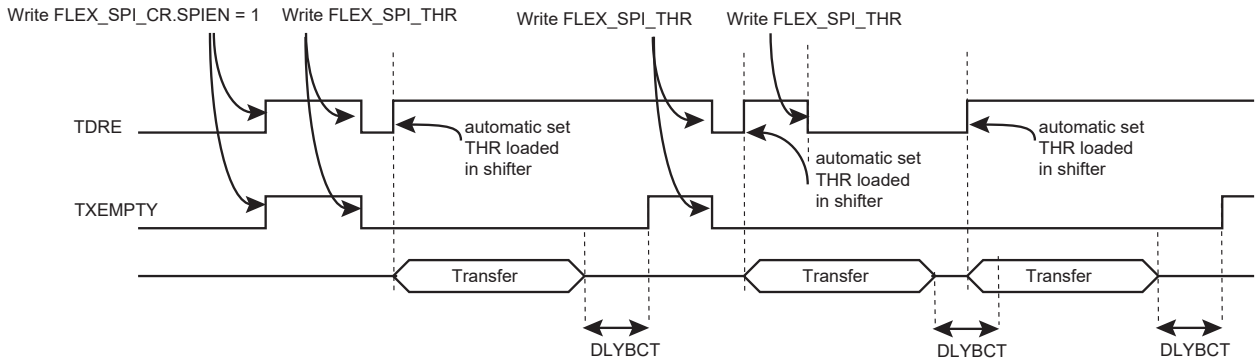 Write FLEX_SPI_CR.SPIEN = 1
Write FLEX_SPI_THR
Write FLEX_SPI_THR
Write FLEX_SPI_THR
TDRE
automatic set
THR loaded
in shifter
automatic set
THR loaded
in shifter
automatic set
THR loaded
in shifter
TXEMPTY
Transfer
Transfer
Transfer
DLYBCT
DLYBCT
DLYBCT